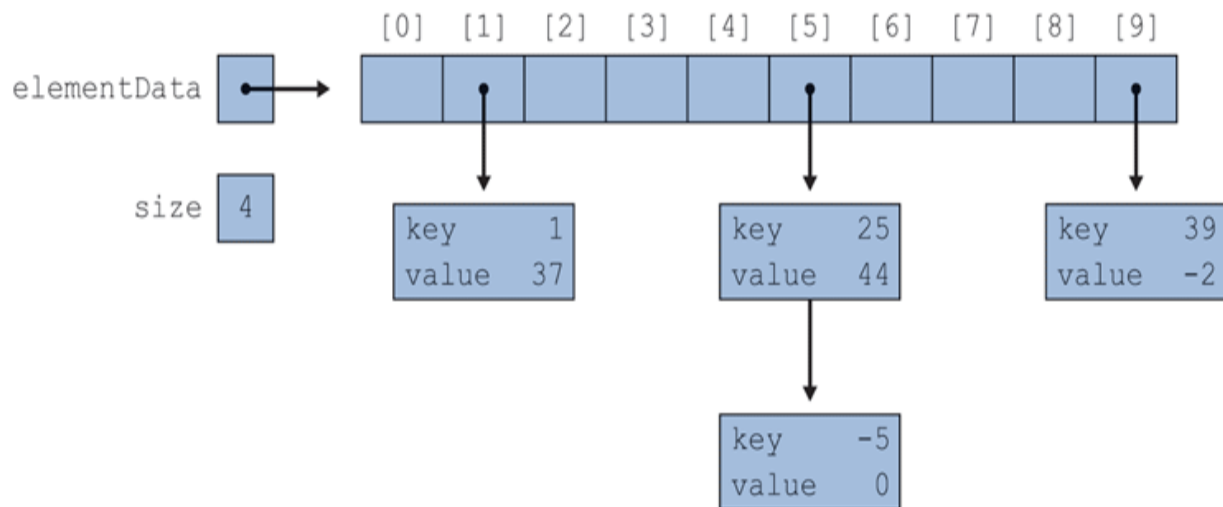 [0] [1] [2] [3] [4] [5] [6] [7] [8] [9]
elementData
size 4
key 1
value 37
key 25
value 44
key 39
value -2
key -5
value 0